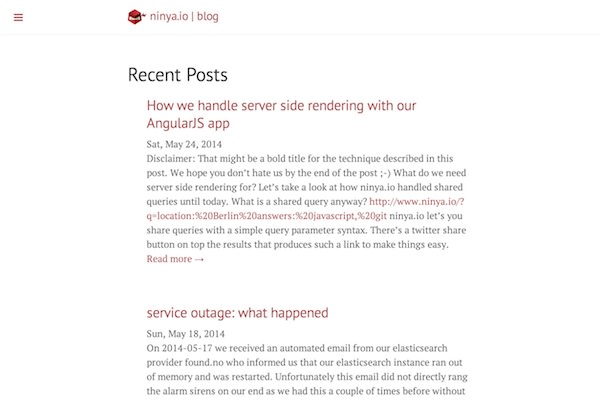 ninya.io | blog
Recent Posts
How we handle server side rendering with our
AngularJS app
Sat, May 24, 2014
Disclaimer: That might be a bold title for the technique described in this
post. We hope you don’t hate us by the end of the post ;-) What do we need
server side rendering for? Let’s take a look at how ninya.io handled shared
queries until today. What is a shared query anyway? http://www.ninya.io/?
q=location:%20Berlin%20answers:%20javascript,%20git ninya.io let’s you
share queries with a simple query parameter syntax. There’s a twitter share
button on top the results that produces such a link to make things easy.
Read more →
service outage: what happened
Sun, May 18, 2014
On 2014-05-17 we received an automated email from our elasticsearch
provider found.no who informed us that our elasticsearch instance ran out
of memory and was restarted. Unfortunately this email did not directly rang
the alarm sirens on our end as we had this a couple of times before without